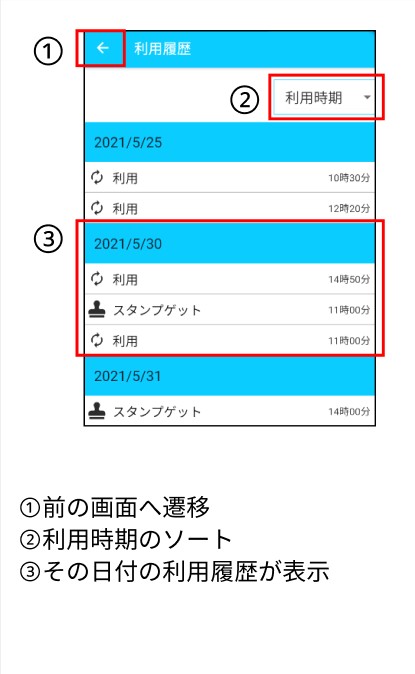 ① ← 利用履歴
② 利用時期
2021/5/25
利用 10時30分
利用 12時20分
③ 2021/5/30
利用 14時50分
スタンプゲット 11時00分
利用 11時00分
2021/5/31
スタンプゲット 14時00分
①前の画面へ遷移
②利用時期のソート
③その日付の利用履歴が表示